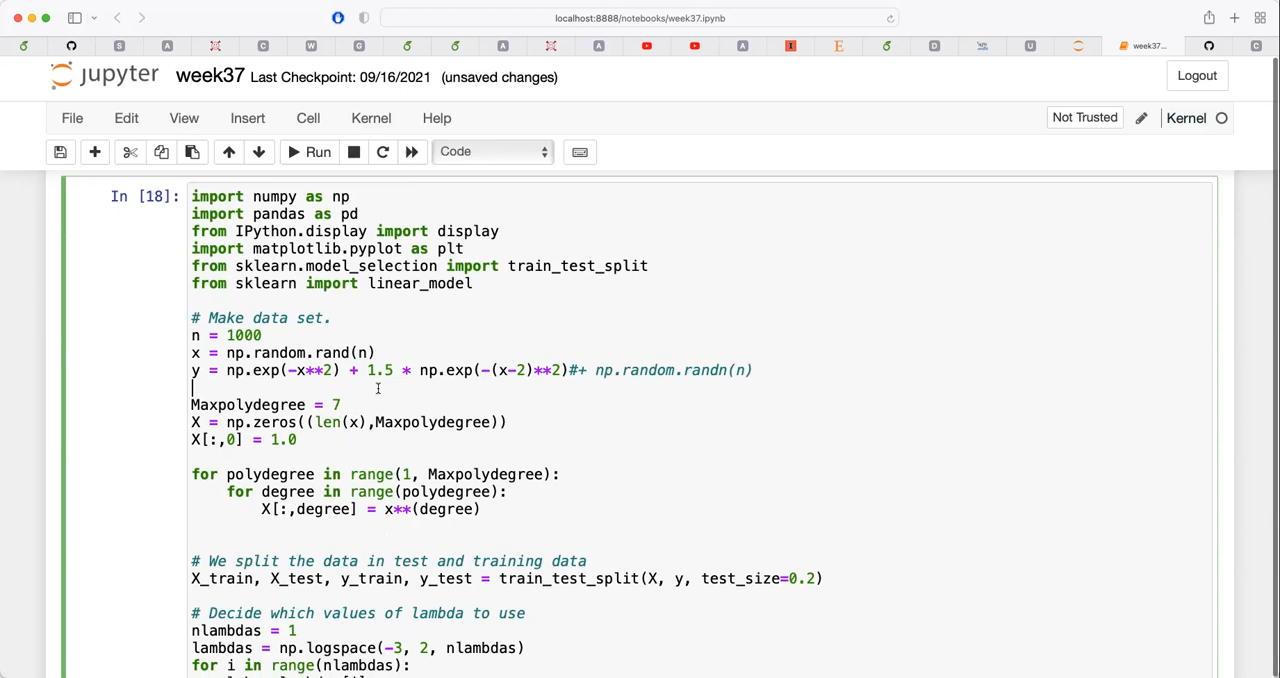 localhost:8888/notebooks/week37.ipynb
S A C W G A A A I E D U week37... C
jupyter week37 Last Checkpoint: 09/16/2021 (unsaved changes) Logout
File Edit View Insert Cell Kernel Help Not Trusted Kernel
Run Code
In [18]: import numpy as np
import pandas as pd
from IPython.display import display
import matplotlib.pyplot as plt
from sklearn.model_selection import train_test_split
from sklearn import linear_model
# Make data set.
n = 1000
x = np.random.rand(n)
y = np.exp(-x**2) + 1.5 * np.exp(-(x-2)**2)#+ np.random.randn(n)
Maxpolydegree = 7
X = np.zeros((len(x),Maxpolydegree))
X[:,0] = 1.0
for polydegree in range(1, Maxpolydegree):
for degree in range(polydegree):
X[:,degree] = x**(degree)
# We split the data in test and training data
X_train, X_test, y_train, y_test = train_test_split(X, y, test_size=0.2)
# Decide which values of lambda to use
nlambdas = 1
lambdas = np.logspace(-3, 2, nlambdas)
for i in range(nlambdas):